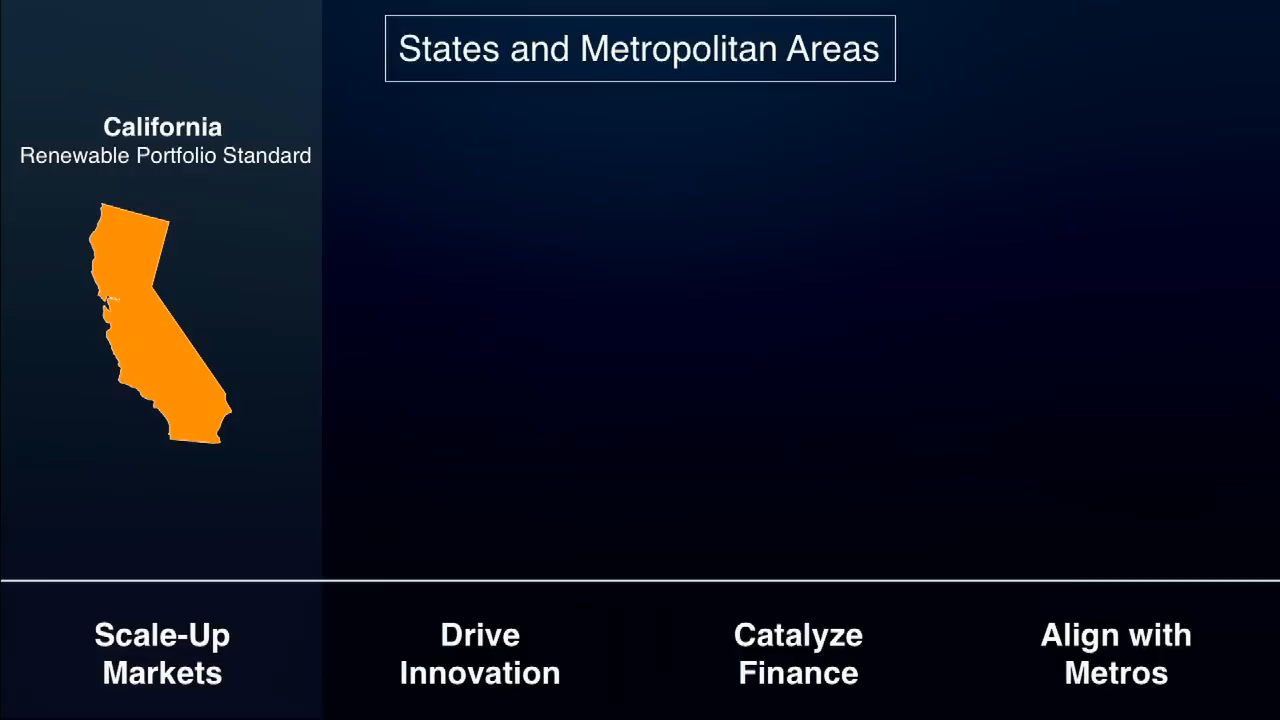 States and Metropolitan Areas
California
Renewable Portfolio Standard
Scale-Up
Markets
Drive
Innovation
Catalyze
Finance
Align with
Metros